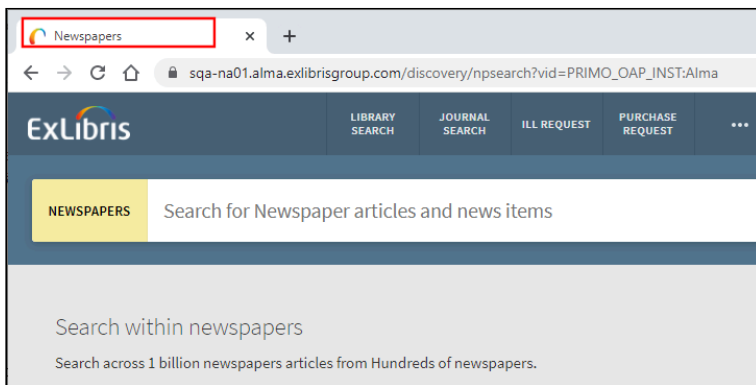 Newspapers
sqa-na01.alma.exlibrisgroup.com/discovery/npsearch?vid=PRIMO_OAP_INST:Alma
ExLibris
LIBRARY SEARCH
JOURNAL SEARCH
ILL REQUEST
PURCHASE REQUEST
NEWSPAPERS
Search for Newspaper articles and news items
Search within newspapers
Search across 1 billion newspapers articles from Hundreds of newspapers.